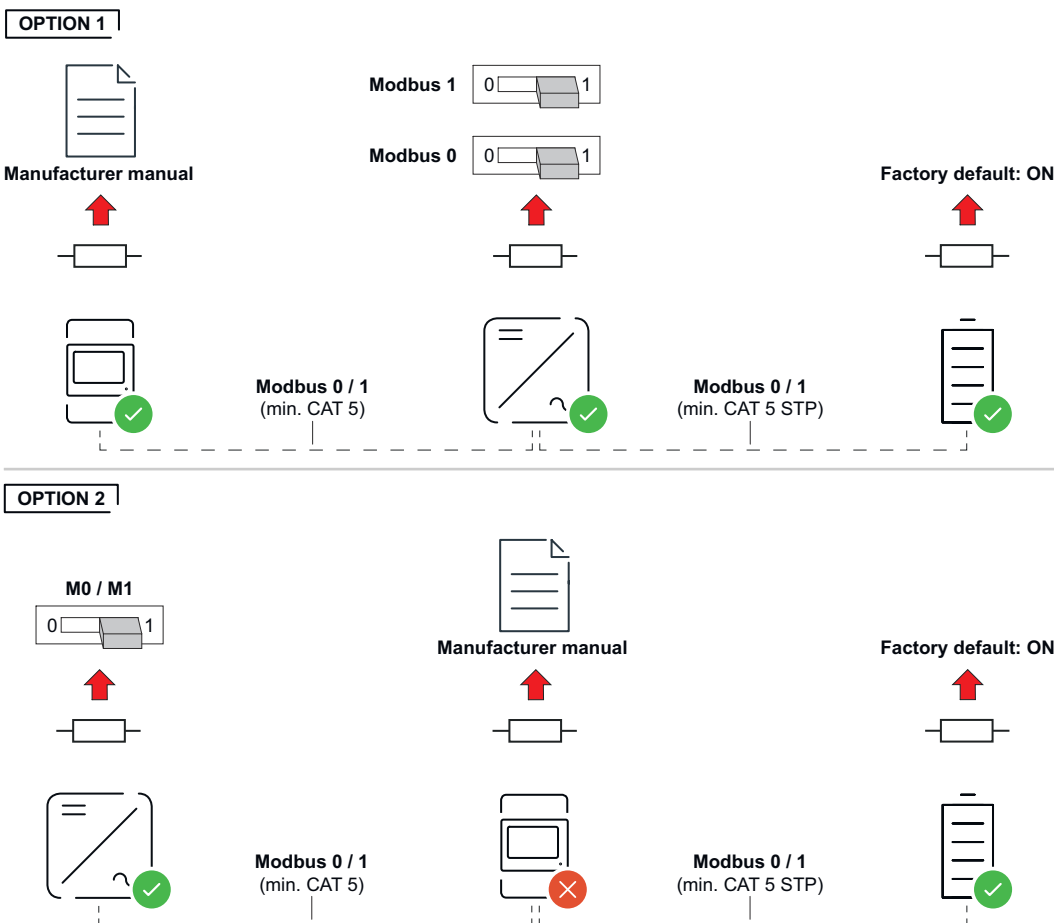 OPTION 1
Modbus 1 0 1
Modbus 0 0 1
Manufacturer manual
Factory default: ON
Modbus 0 / 1
(min. CAT 5)
Modbus 0 / 1
(min. CAT 5 STP)
OPTION 2
M0 / M1
0 1
Manufacturer manual
Factory default: ON
Modbus 0 / 1
(min. CAT 5)
Modbus 0 / 1
(min. CAT 5 STP)